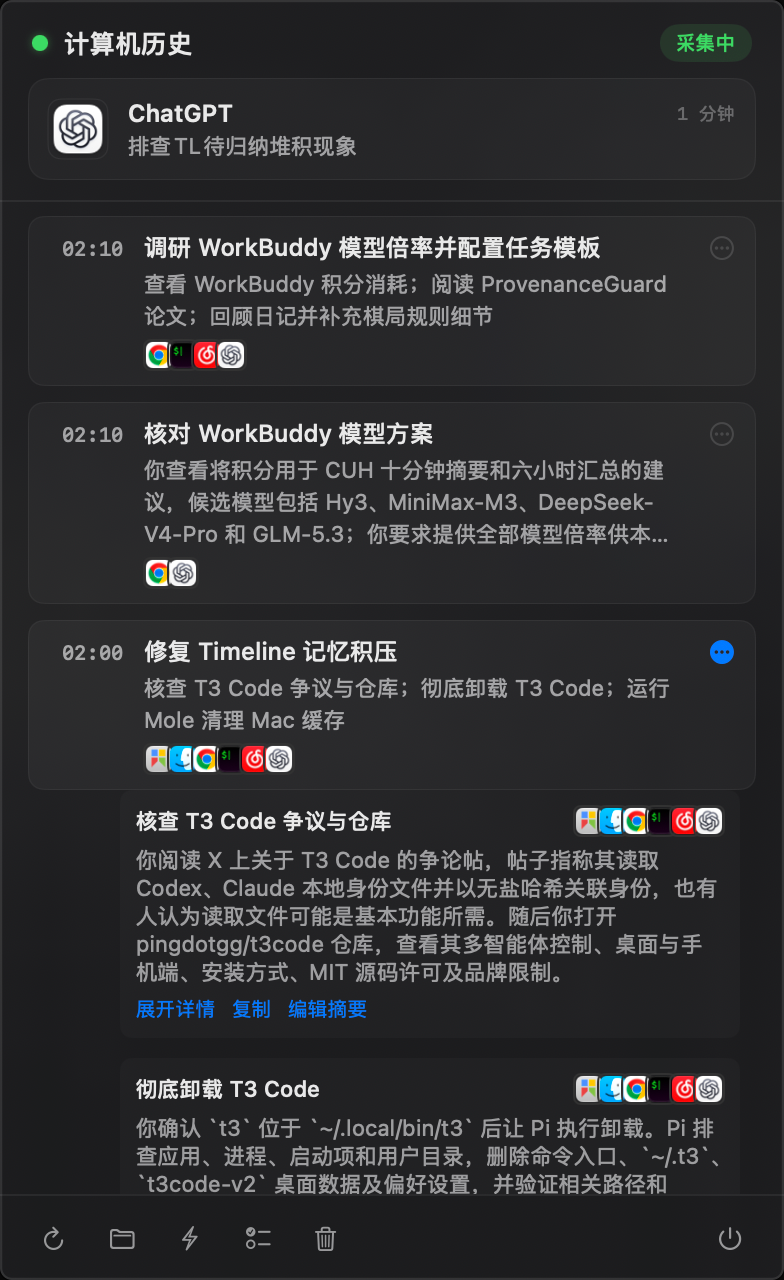 计算机历史
采集中
ChatGPT
1 分钟
排查TL待归纳堆积现象
02:10
调研 WorkBuddy 模型倍率并配置任务模板
查看 WorkBuddy 积分消耗；阅读 ProvenanceGuard
论文；回顾日记并补充棋局规则细节
02:10
核对 WorkBuddy 模型方案
你查看将积分用于 CUH 十分钟摘要和六小时汇总的建
议，候选模型包括 Hy3、MiniMax-M3、DeepSeek-
V4-Pro 和 GLM-5.3；你要求提供全部模型倍率供本...
02:00
修复 Timeline 记忆积压
核查 T3 Code 争议与仓库；彻底卸载 T3 Code；运行
Mole 清理 Mac 缓存
核查 T3 Code 争议与仓库
你阅读 X 上关于 T3 Code 的争论帖，帖子指称其读取
Codex、Claude 本地身份文件并以无盐哈希关联身份，也有
人认为读取文件可能是基本功能所需。随后你打开
pingdotgg/t3code 仓库，查看其多智能体控制、桌面与手
机端、安装方式、MIT 源码许可及品牌限制。
展开详情 复制 编辑摘要
彻底卸载 T3 Code
你确认 `t3` 位于 `~/.local/bin/t3` 后让 Pi 执行卸载。Pi 排
查应用、进程、启动项和用户目录，删除命令入口、`~/.t3`、
`t3code-v2` 桌面数据及偏好设置，并验证相关路径和